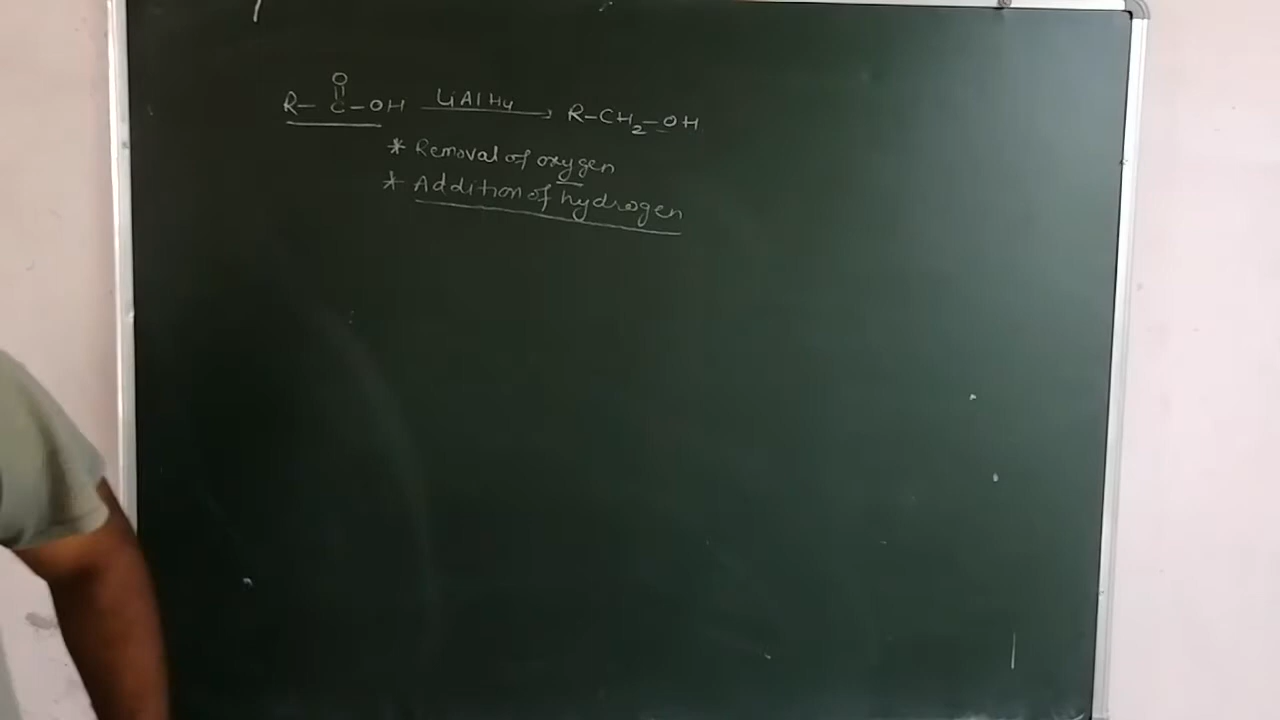 O
||
R-C-OH LiAlH4 → R-CH2-OH
* Removal of oxygen
* Addition of hydrogen